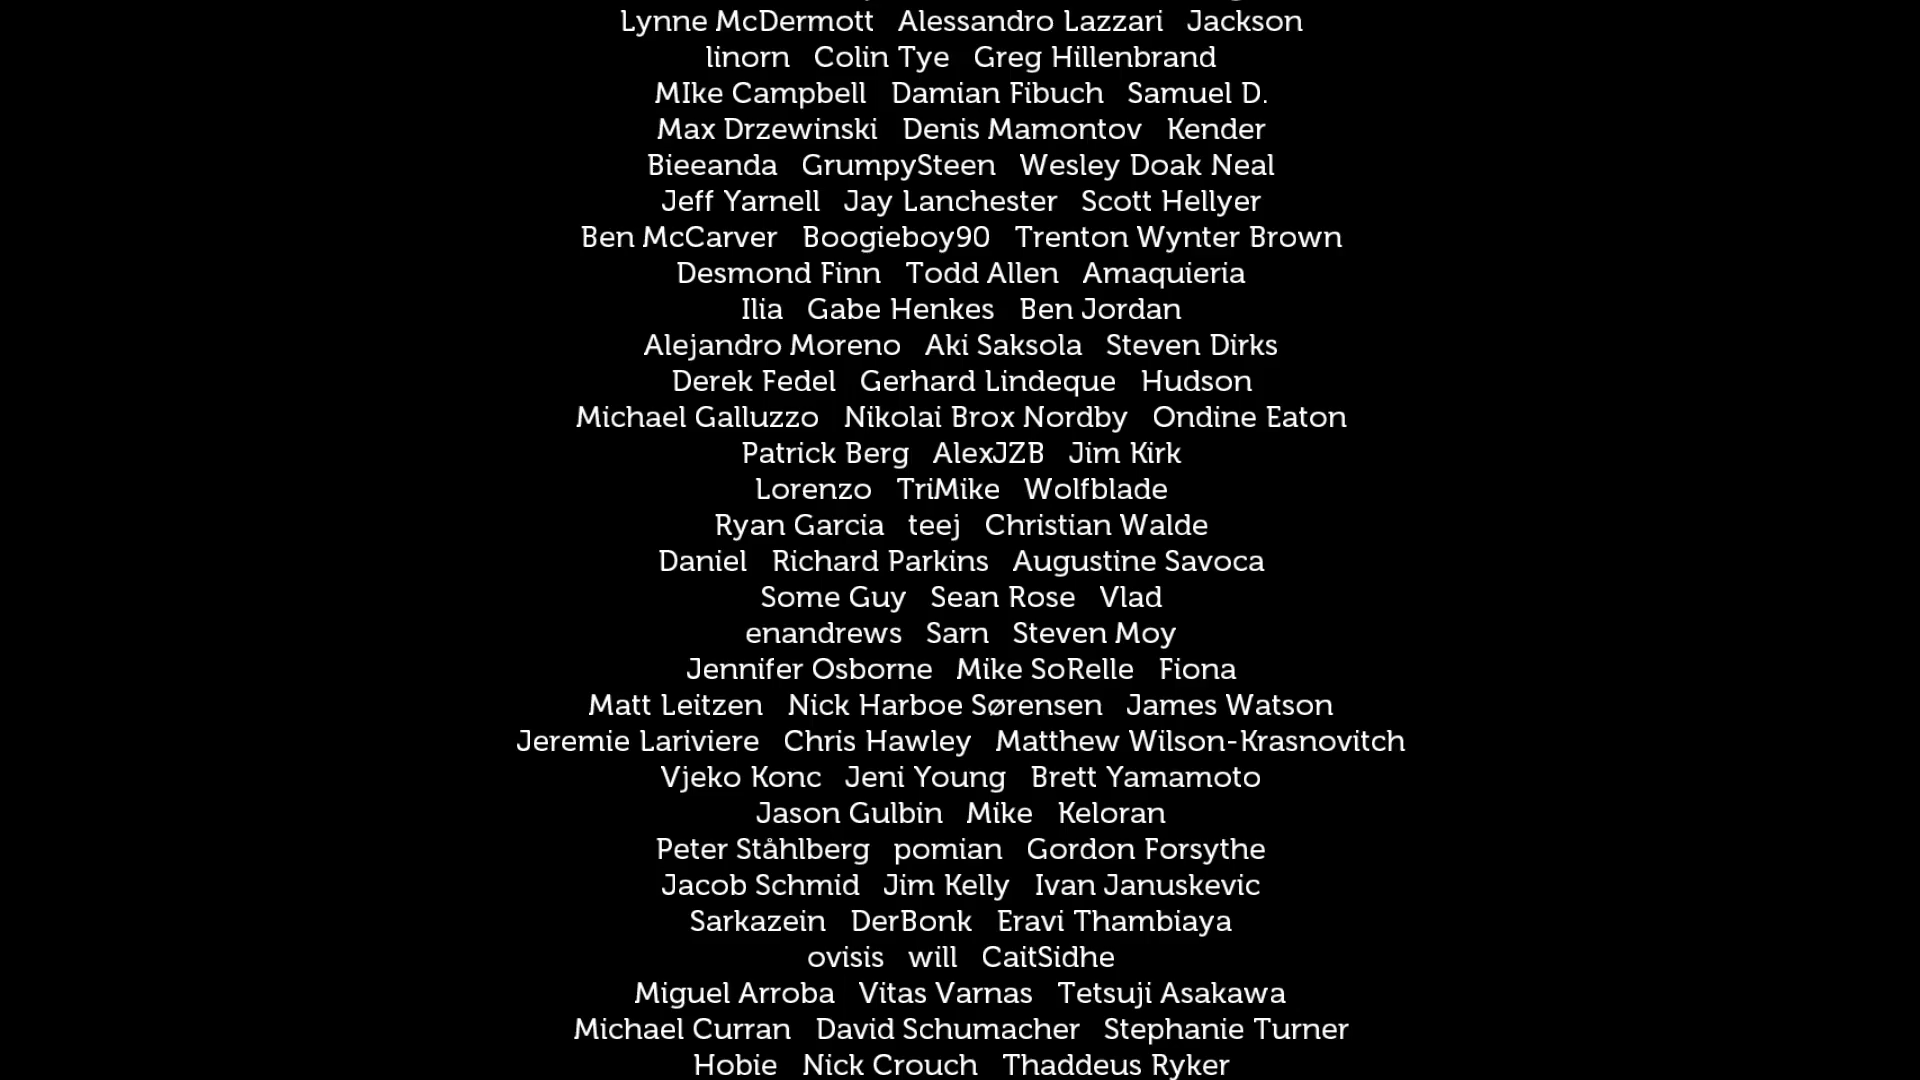 Lynne McDermott Alessandro Lazzari Jackson
linorn Colin Tye Greg Hillenbrand
MIke Campbell Damian Fibuch Samuel D.
Max Drzewinski Denis Mamontov Kender
Bieeanda GrumpySteen Wesley Doak Neal
Jeff Yarnell Jay Lanchester Scott Hellyer
Ben McCarver Boogieboy90 Trenton Wynter Brown
Desmond Finn Todd Allen Amaquieria
Ilia Gabe Henkes Ben Jordan
Alejandro Moreno Aki Saksola Steven Dirks
Derek Fedel Gerhard Lindeque Hudson
Michael Galluzzo Nikolai Brox Nordby Ondine Eaton
Patrick Berg AlexJZB Jim Kirk
Lorenzo TriMike Wolfblade
Ryan Garcia teej Christian Walde
Daniel Richard Parkins Augustine Savoca
Some Guy Sean Rose Vlad
enandrews Sarn Steven Moy
Jennifer Osborne Mike SoRelle Fiona
Matt Leitzen Nick Harboe Sørensen James Watson
Jeremie Lariviere Chris Hawley Matthew Wilson-Krasnovitch
Vjeko Konc Jeni Young Brett Yamamoto
Jason Gulbin Mike Keloran
Peter Ståhlberg pomian Gordon Forsythe
Jacob Schmid Jim Kelly Ivan Januskevic
Sarkazein DerBonk Eravi Thambiaya
ovisis will CaitSidhe
Miguel Arroba Vitas Varnas Tetsuji Asakawa
Michael Curran David Schumacher Stephanie Turner
Hobie Nick Crouch Thaddeus Ryker